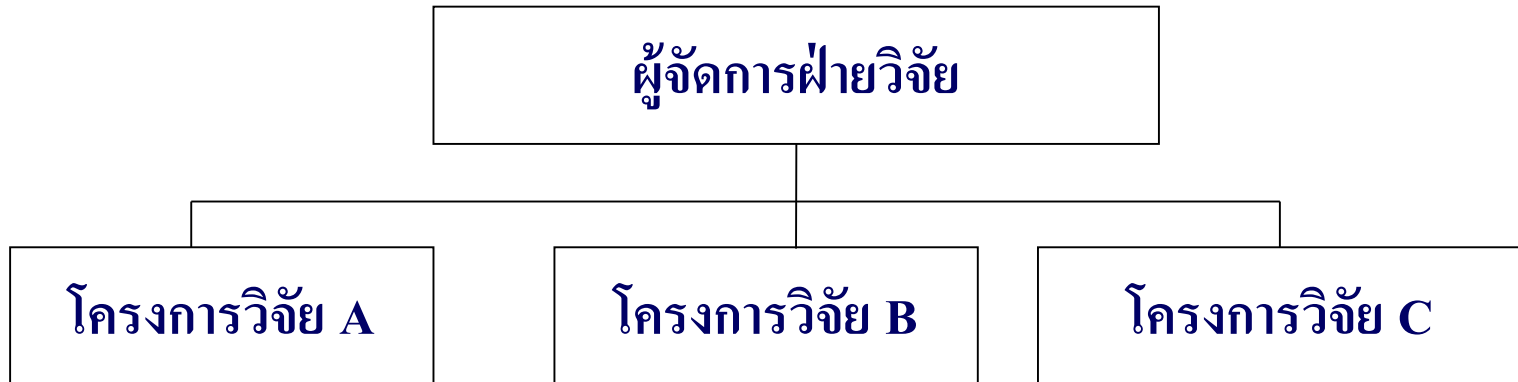 ผู้จัดการฝ่ายวิจัย
โครงการวิจัย A
โครงการวิจัย B
โครงการวิจัย C